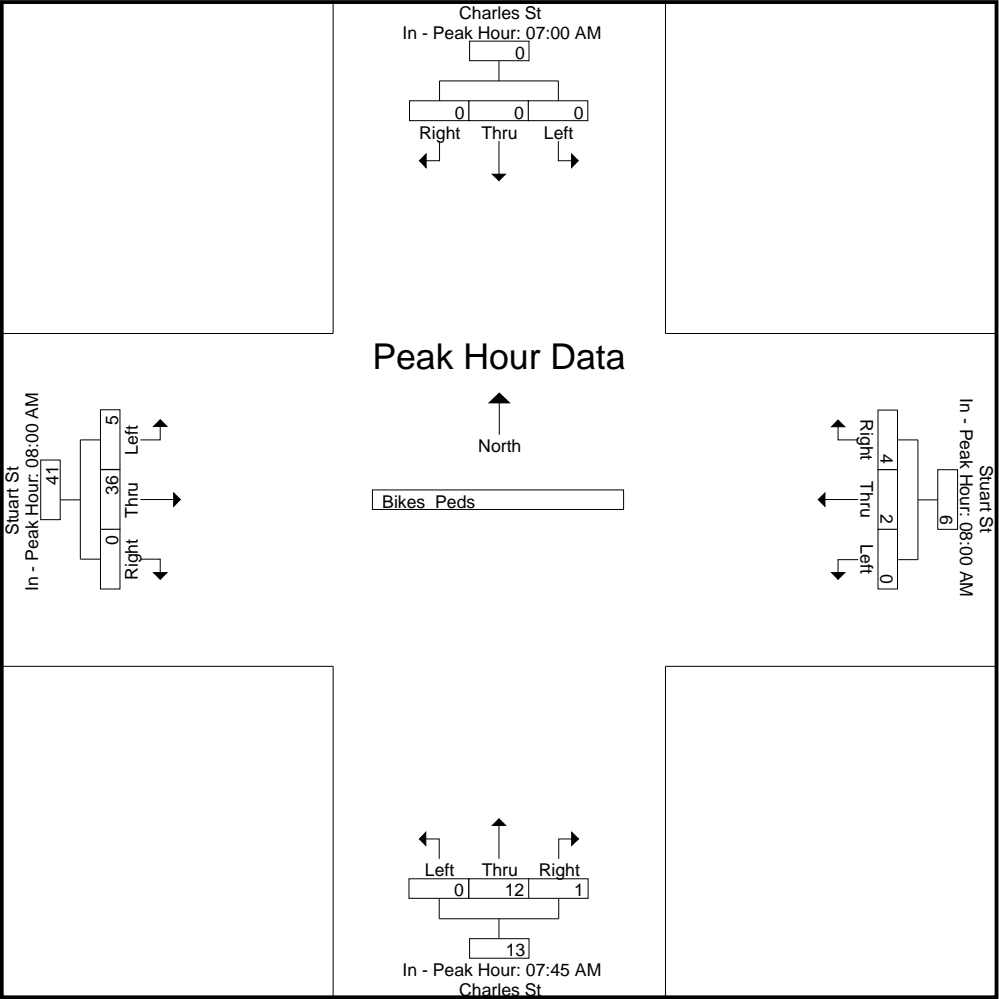 Charles St
In - Peak Hour: 07:00 AM
0
0 0 0
Right Thru Left
Peak Hour Data
North
Bikes Peds
Stuart St
In - Peak Hour: 08:00 AM
41
5 36 0
Left Thru Right
Stuart St
In - Peak Hour: 08:00 AM
6
4 2 0
Right Thru Left
Left Thru Right
0 12 1
13
In - Peak Hour: 07:45 AM
Charles St